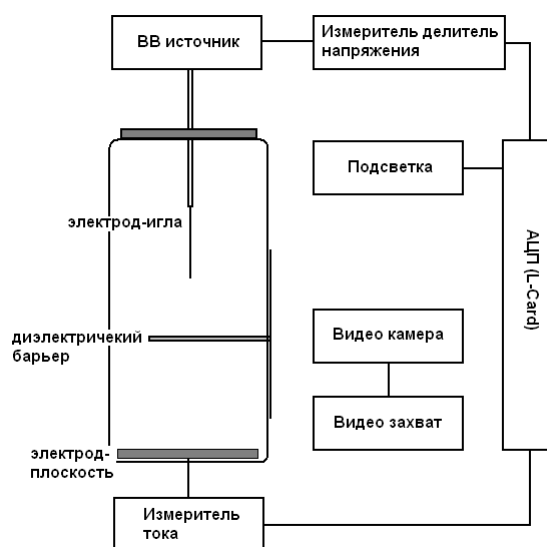 ВВ источник
Измеритель делитель
напряжения
Подсветка
электрод-игла
АЦП (L-Card)
диэлектричекий
барьер
Видео камера
Видео захват
электрод-
плоскость
Измеритель
тока